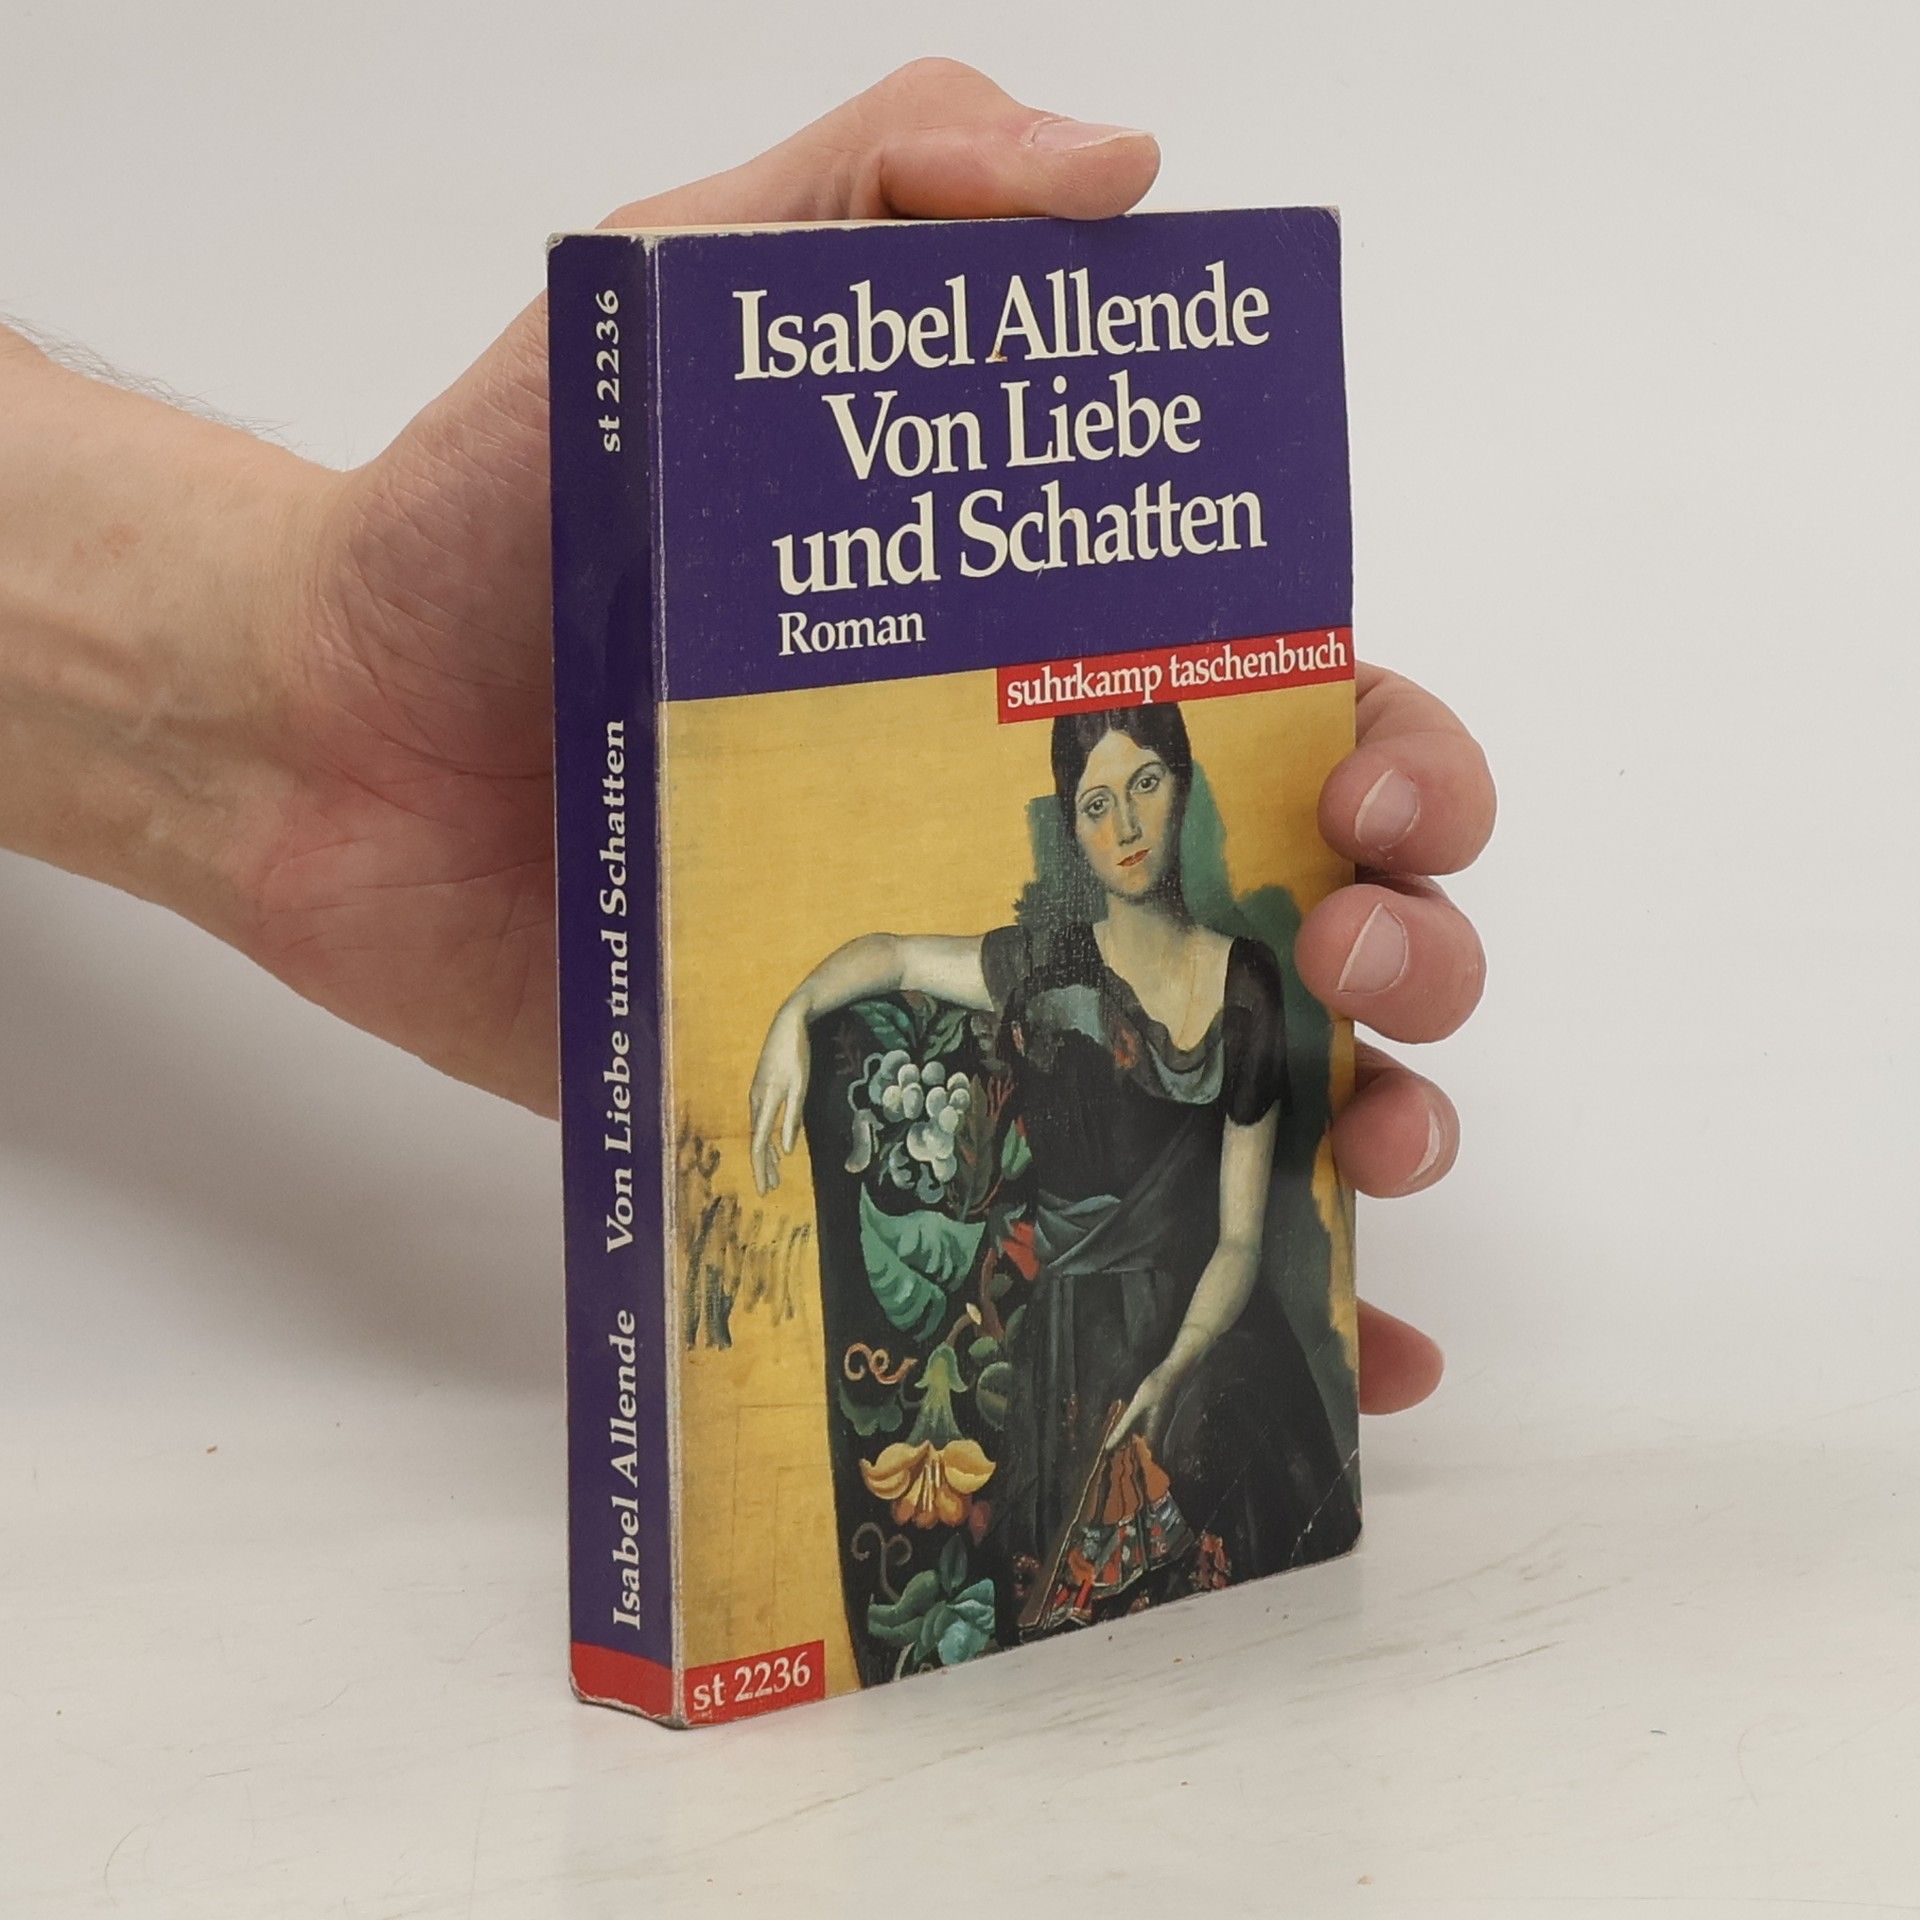 Isabel Allende
Von Liebe
und Schatten
Roman
suhrkamp taschenbuch
st 2236
Isabel Allende Von Liebe und Schatten st 2236